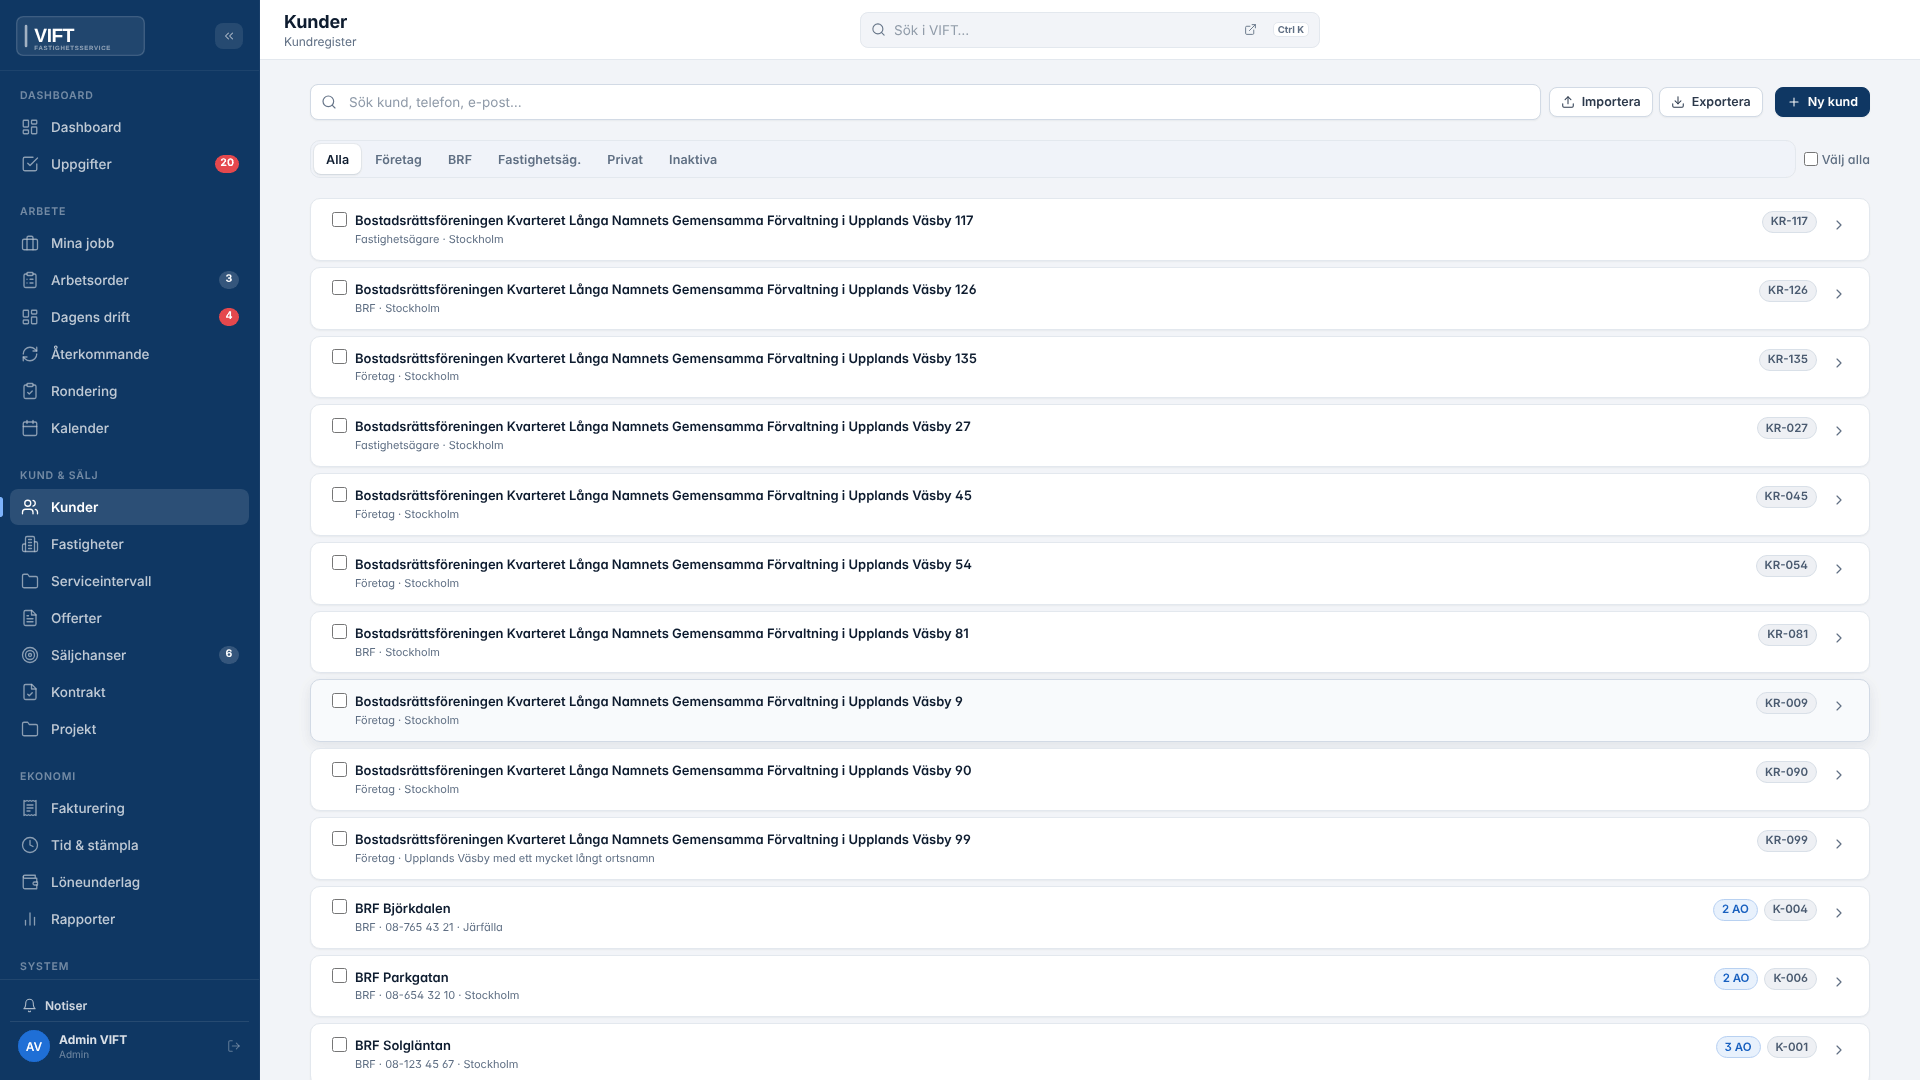 VIFT
FASTIGHETSSERVICE
DASHBOARD
Dashboard
Uppgifter 20
ARBETE
Mina jobb
Arbetsorder 3
Dagens drift 4
Återkommande
Rondering
Kalender
KUND & SÄLJ
Kunder
Fastigheter
Serviceintervall
Offerter
Säljchanser 6
Kontrakt
Projekt
EKONOMI
Fakturering
Tid & stämpla
Löneunderlag
Rapporter
SYSTEM
Notiser
AV Admin VIFT
Admin
Kunder
Kundregister
Sök i VIFT... Ctrl K
Sök kund, telefon, e-post... Importera Exportera Ny kund
Alla Företag BRF Fastighetsäg. Privat Inaktiva Välj alla
Bostadsrättsföreningen Kvarteret Långa Namnets Gemensamma Förvaltning i Upplands Väsby 117 KR-117
Fastighetsägare · Stockholm
Bostadsrättsföreningen Kvarteret Långa Namnets Gemensamma Förvaltning i Upplands Väsby 126 KR-126
BRF · Stockholm
Bostadsrättsföreningen Kvarteret Långa Namnets Gemensamma Förvaltning i Upplands Väsby 135 KR-135
Företag · Stockholm
Bostadsrättsföreningen Kvarteret Långa Namnets Gemensamma Förvaltning i Upplands Väsby 27 KR-027
Fastighetsägare · Stockholm
Bostadsrättsföreningen Kvarteret Långa Namnets Gemensamma Förvaltning i Upplands Väsby 45 KR-045
Företag · Stockholm
Bostadsrättsföreningen Kvarteret Långa Namnets Gemensamma Förvaltning i Upplands Väsby 54 KR-054
Företag · Stockholm
Bostadsrättsföreningen Kvarteret Långa Namnets Gemensamma Förvaltning i Upplands Väsby 81 KR-081
BRF · Stockholm
Bostadsrättsföreningen Kvarteret Långa Namnets Gemensamma Förvaltning i Upplands Väsby 9 KR-009
Företag · Stockholm
Bostadsrättsföreningen Kvarteret Långa Namnets Gemensamma Förvaltning i Upplands Väsby 90 KR-090
Företag · Stockholm
Bostadsrättsföreningen Kvarteret Långa Namnets Gemensamma Förvaltning i Upplands Väsby 99 KR-099
Företag · Upplands Väsby med ett mycket långt ortsnamn
BRF Björkdalen 2 AO K-004
BRF · 08-765 43 21 · Järfälla
BRF Parkgatan 2 AO K-006
BRF · 08-654 32 10 · Stockholm
BRF Solgläntan 3 AO K-001
BRF · 08-123 45 67 · Stockholm